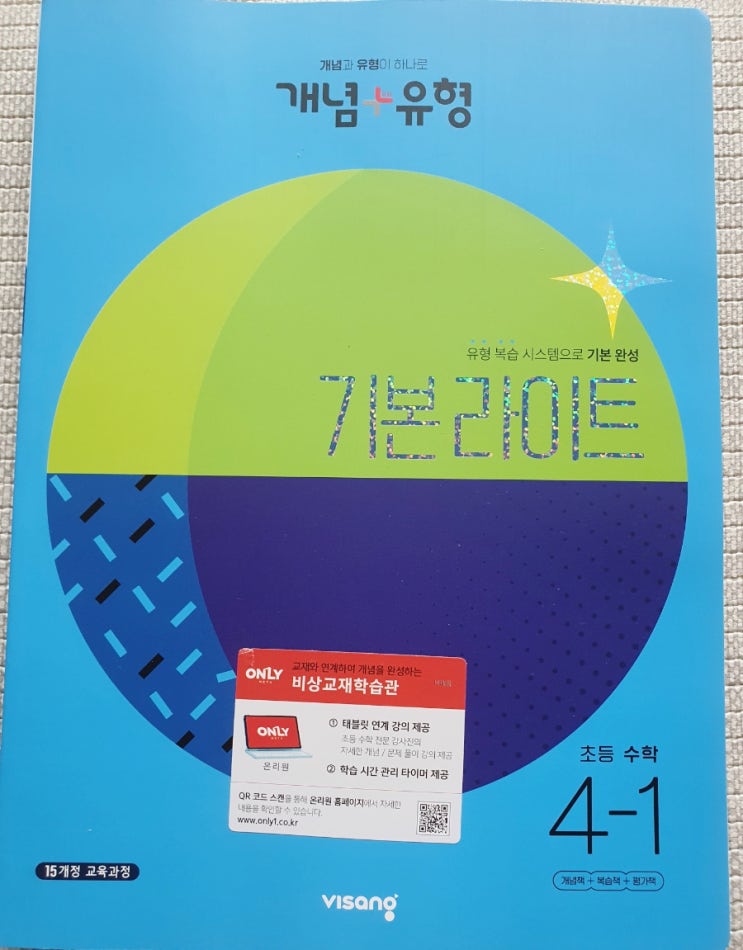 개념과 유형이 하나로
개념+유형
유형 복습 시스템으로 기본 완성
기본 라이트
ONLY
META
교재와 연계하여 개념을 완성하는
비상교재학습관
ONLY
META
온리원
① 태블릿 연계 강의 제공
초등 수학 전문 강사진의
자세한 개념 / 문제 풀이 강의 제공
② 학습 시간 관리 타이머 제공
QR 코드 스캔을 통해 온리원 홈페이지에서 자세한
내용을 확인할 수 있습니다.
www.only1.co.kr
초등 수학
4-1
개념책 + 복습책 + 평가책
15개정 교육과정
visang